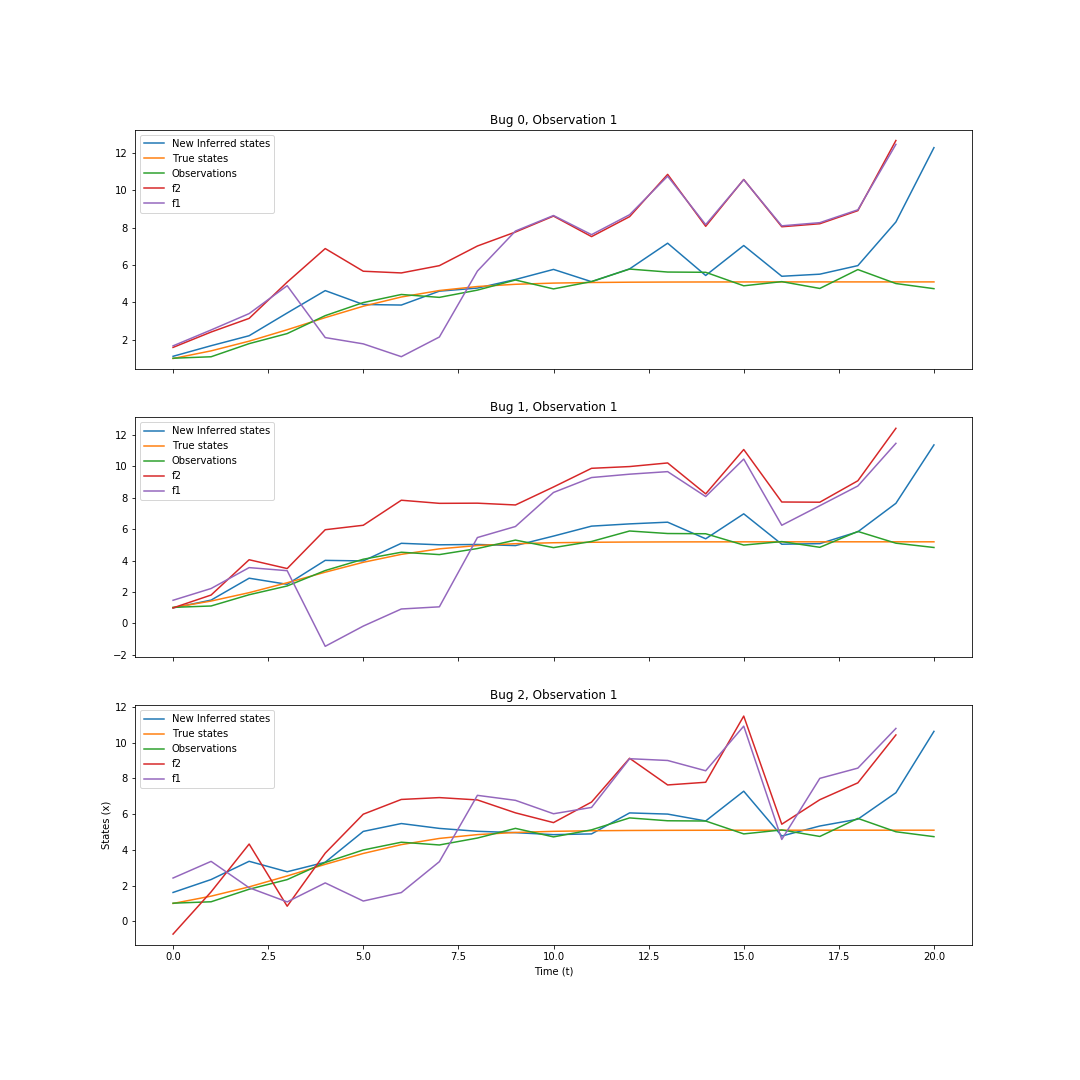 Bug 0, Observation 1
New Inferred states
True states
Observations
f2
f1
12
10
8
6
4
2
Bug 1, Observation 1
New Inferred states
True states
Observations
f2
f1
12
10
8
6
4
2
0
−2
Bug 2, Observation 1
New Inferred states
True states
Observations
f2
f1
12
10
8
6
4
2
0
States (x)
0.0 2.5 5.0 7.5 10.0 12.5 15.0 17.5 20.0
Time (t)